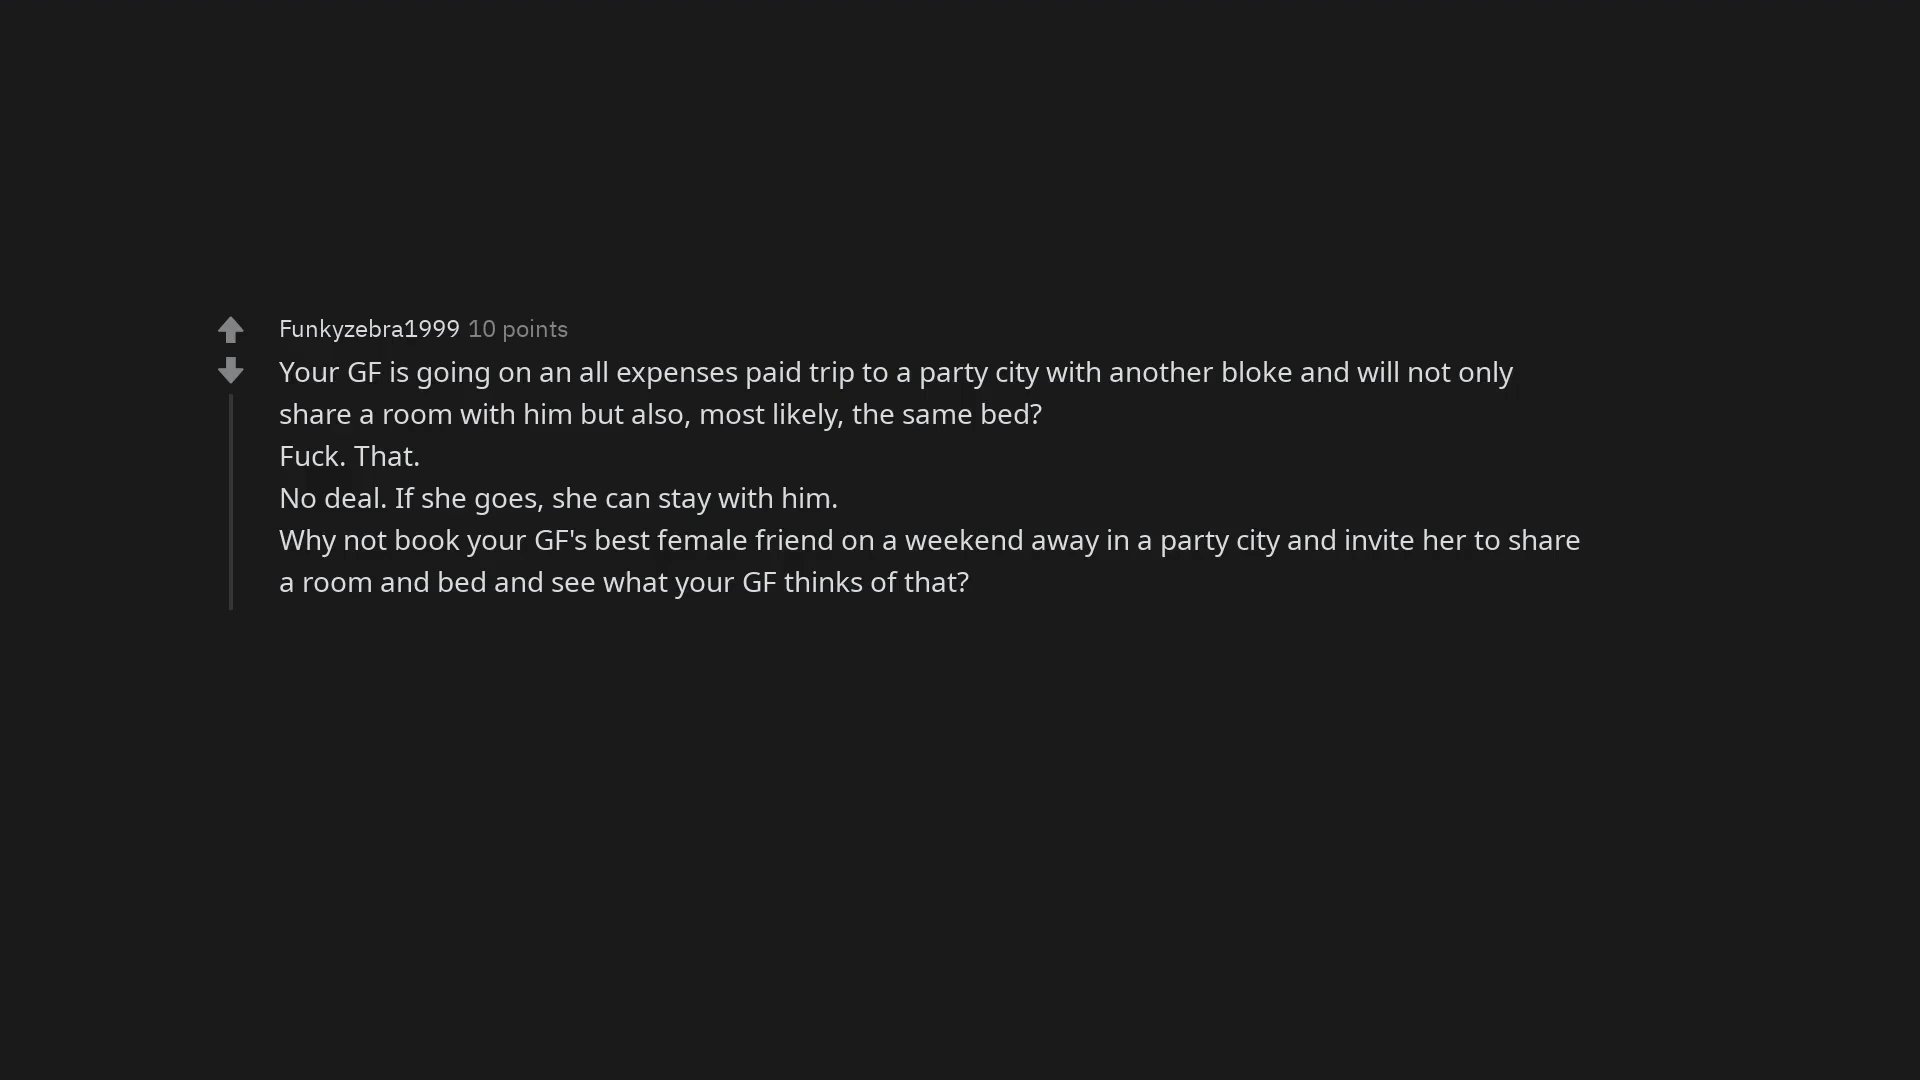 Funkyzebra1999 10 points
Your GF is going on an all expenses paid trip to a party city with another bloke and will not only
share a room with him but also, most likely, the same bed?
Fuck. That.
No deal. If she goes, she can stay with him.
Why not book your GF's best female friend on a weekend away in a party city and invite her to share
a room and bed and see what your GF thinks of that?